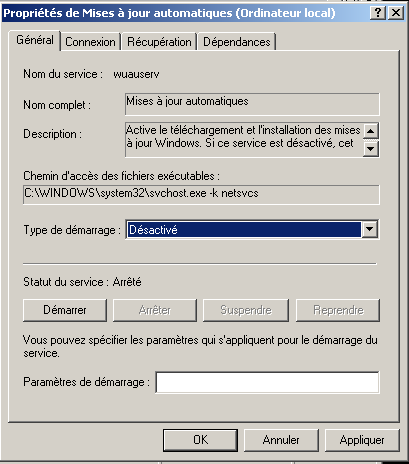 Propriétés de Mises à jour automatiques (Ordinateur local)
Général Connexion Récupération Dépendances
Nom du service : wuauserv
Nom complet : Mises à jour automatiques
Description : Active le téléchargement et l'installation des mises
à jour Windows. Si ce service est désactivé, cet
Chemin d'accès des fichiers exécutables :
C:\WINDOWS\system32\svchost.exe -k netsvcs
Type de démarrage : Désactivé
Statut du service : Arrêté
Démarrer Arrêter Suspendre Reprendre
Vous pouvez spécifier les paramètres qui s'appliquent pour le démarrage du
service.
Paramètres de démarrage :
OK Annuler Appliquer